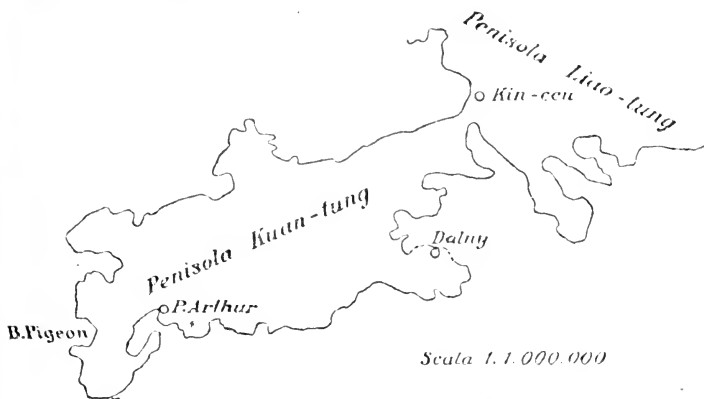 Penisola Liao-tung
Kin-ceu
Penisola Kuan-tung
Dalny
P.Arthur
B.Pigeon
Scala 1.1.000.000